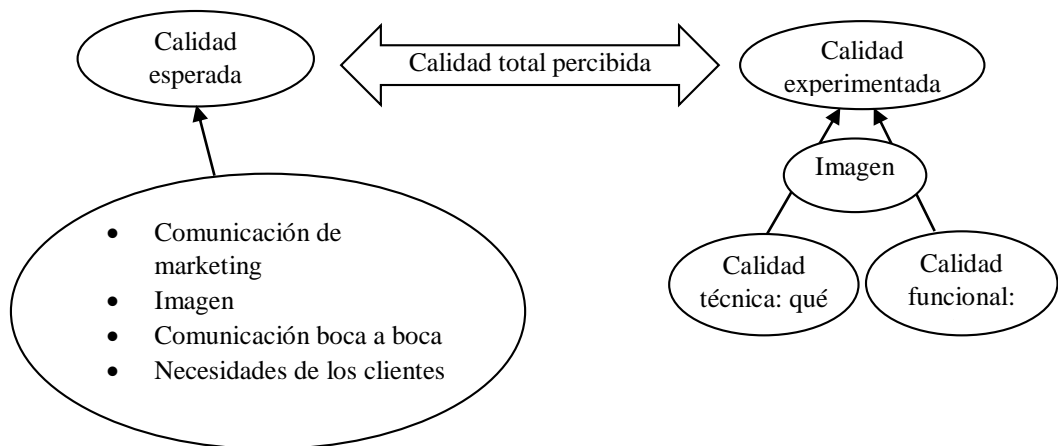 Calidad
esperada
Calidad total percibida
Calidad
experimentada
Imagen
Calidad
técnica: qué
Calidad
funcional:
• Comunicación de
marketing
• Imagen
• Comunicación boca a boca
• Necesidades de los clientes